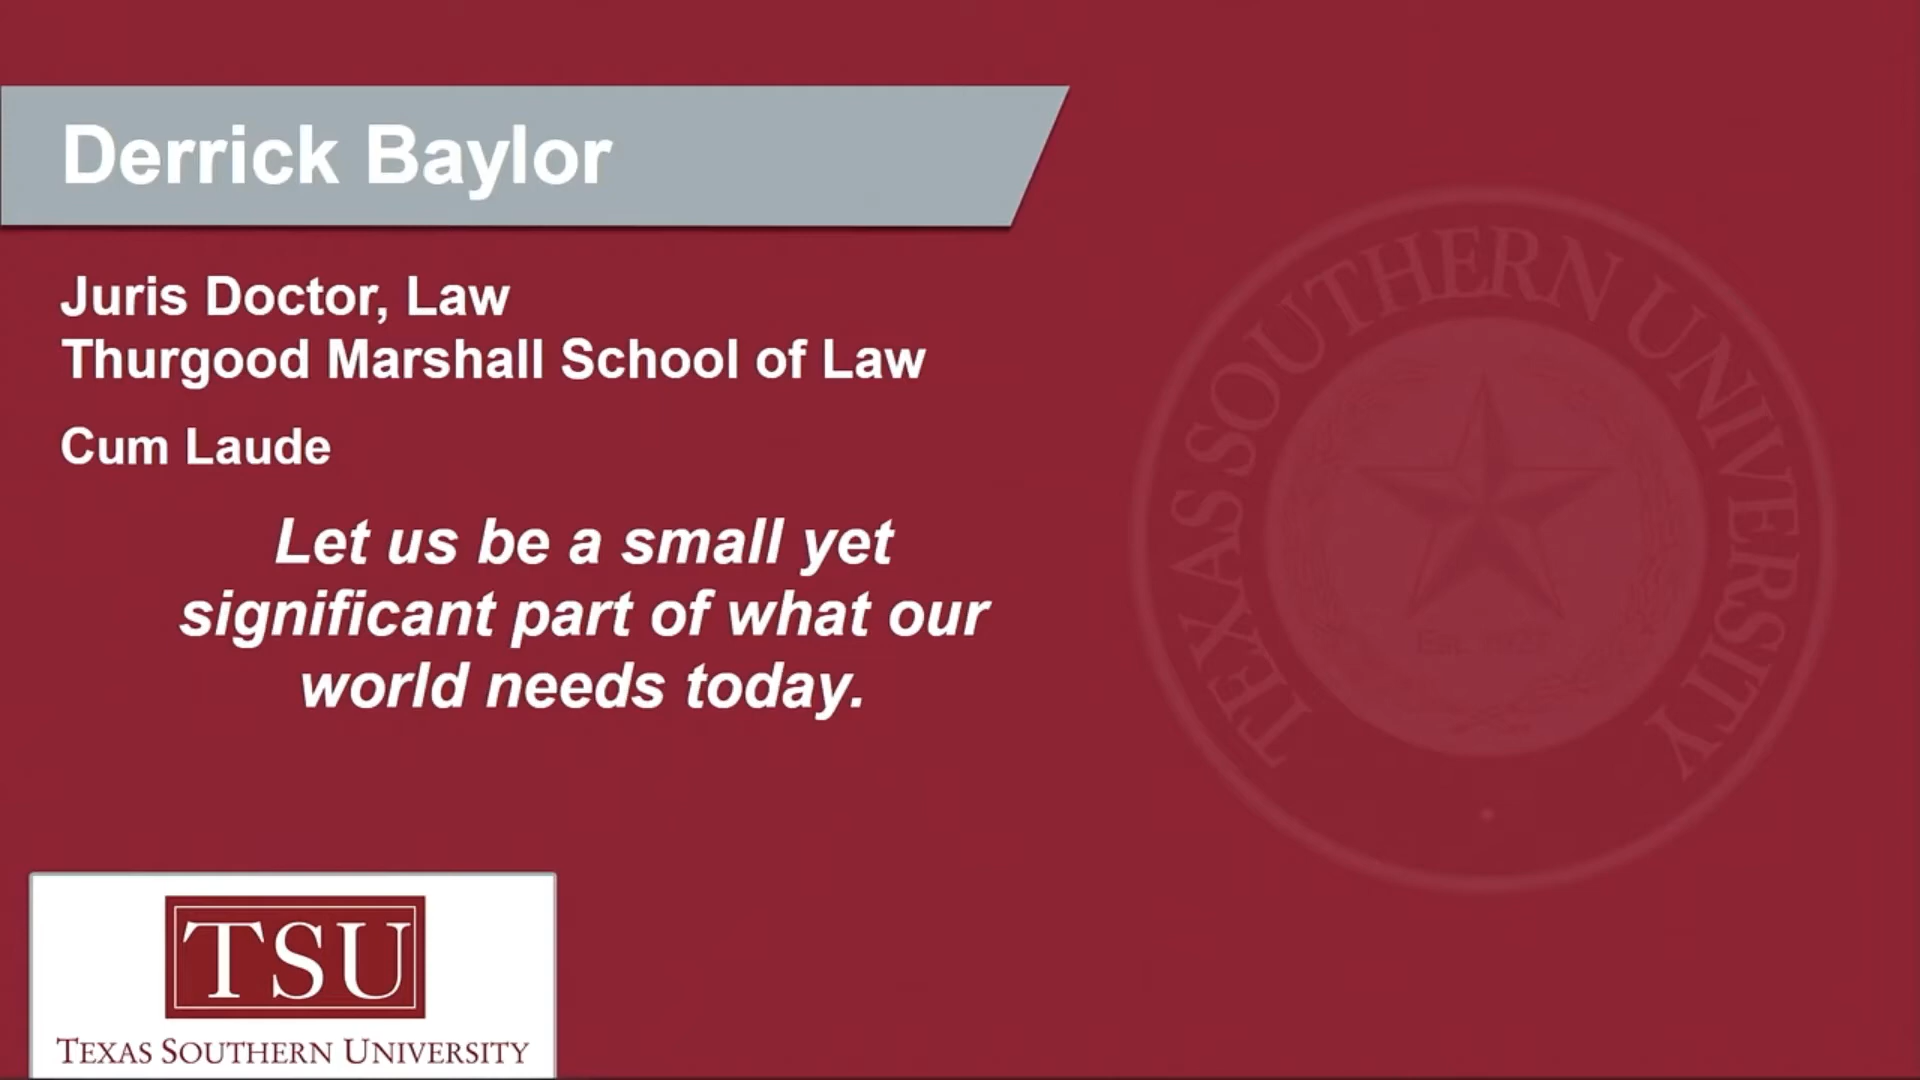 Derrick Baylor
Juris Doctor, Law
Thurgood Marshall School of Law
Cum Laude
Let us be a small yet
significant part of what our
world needs today.
TEXAS SOUTHERN UNIVERSITY
TSU
TEXAS SOUTHERN UNIVERSITY